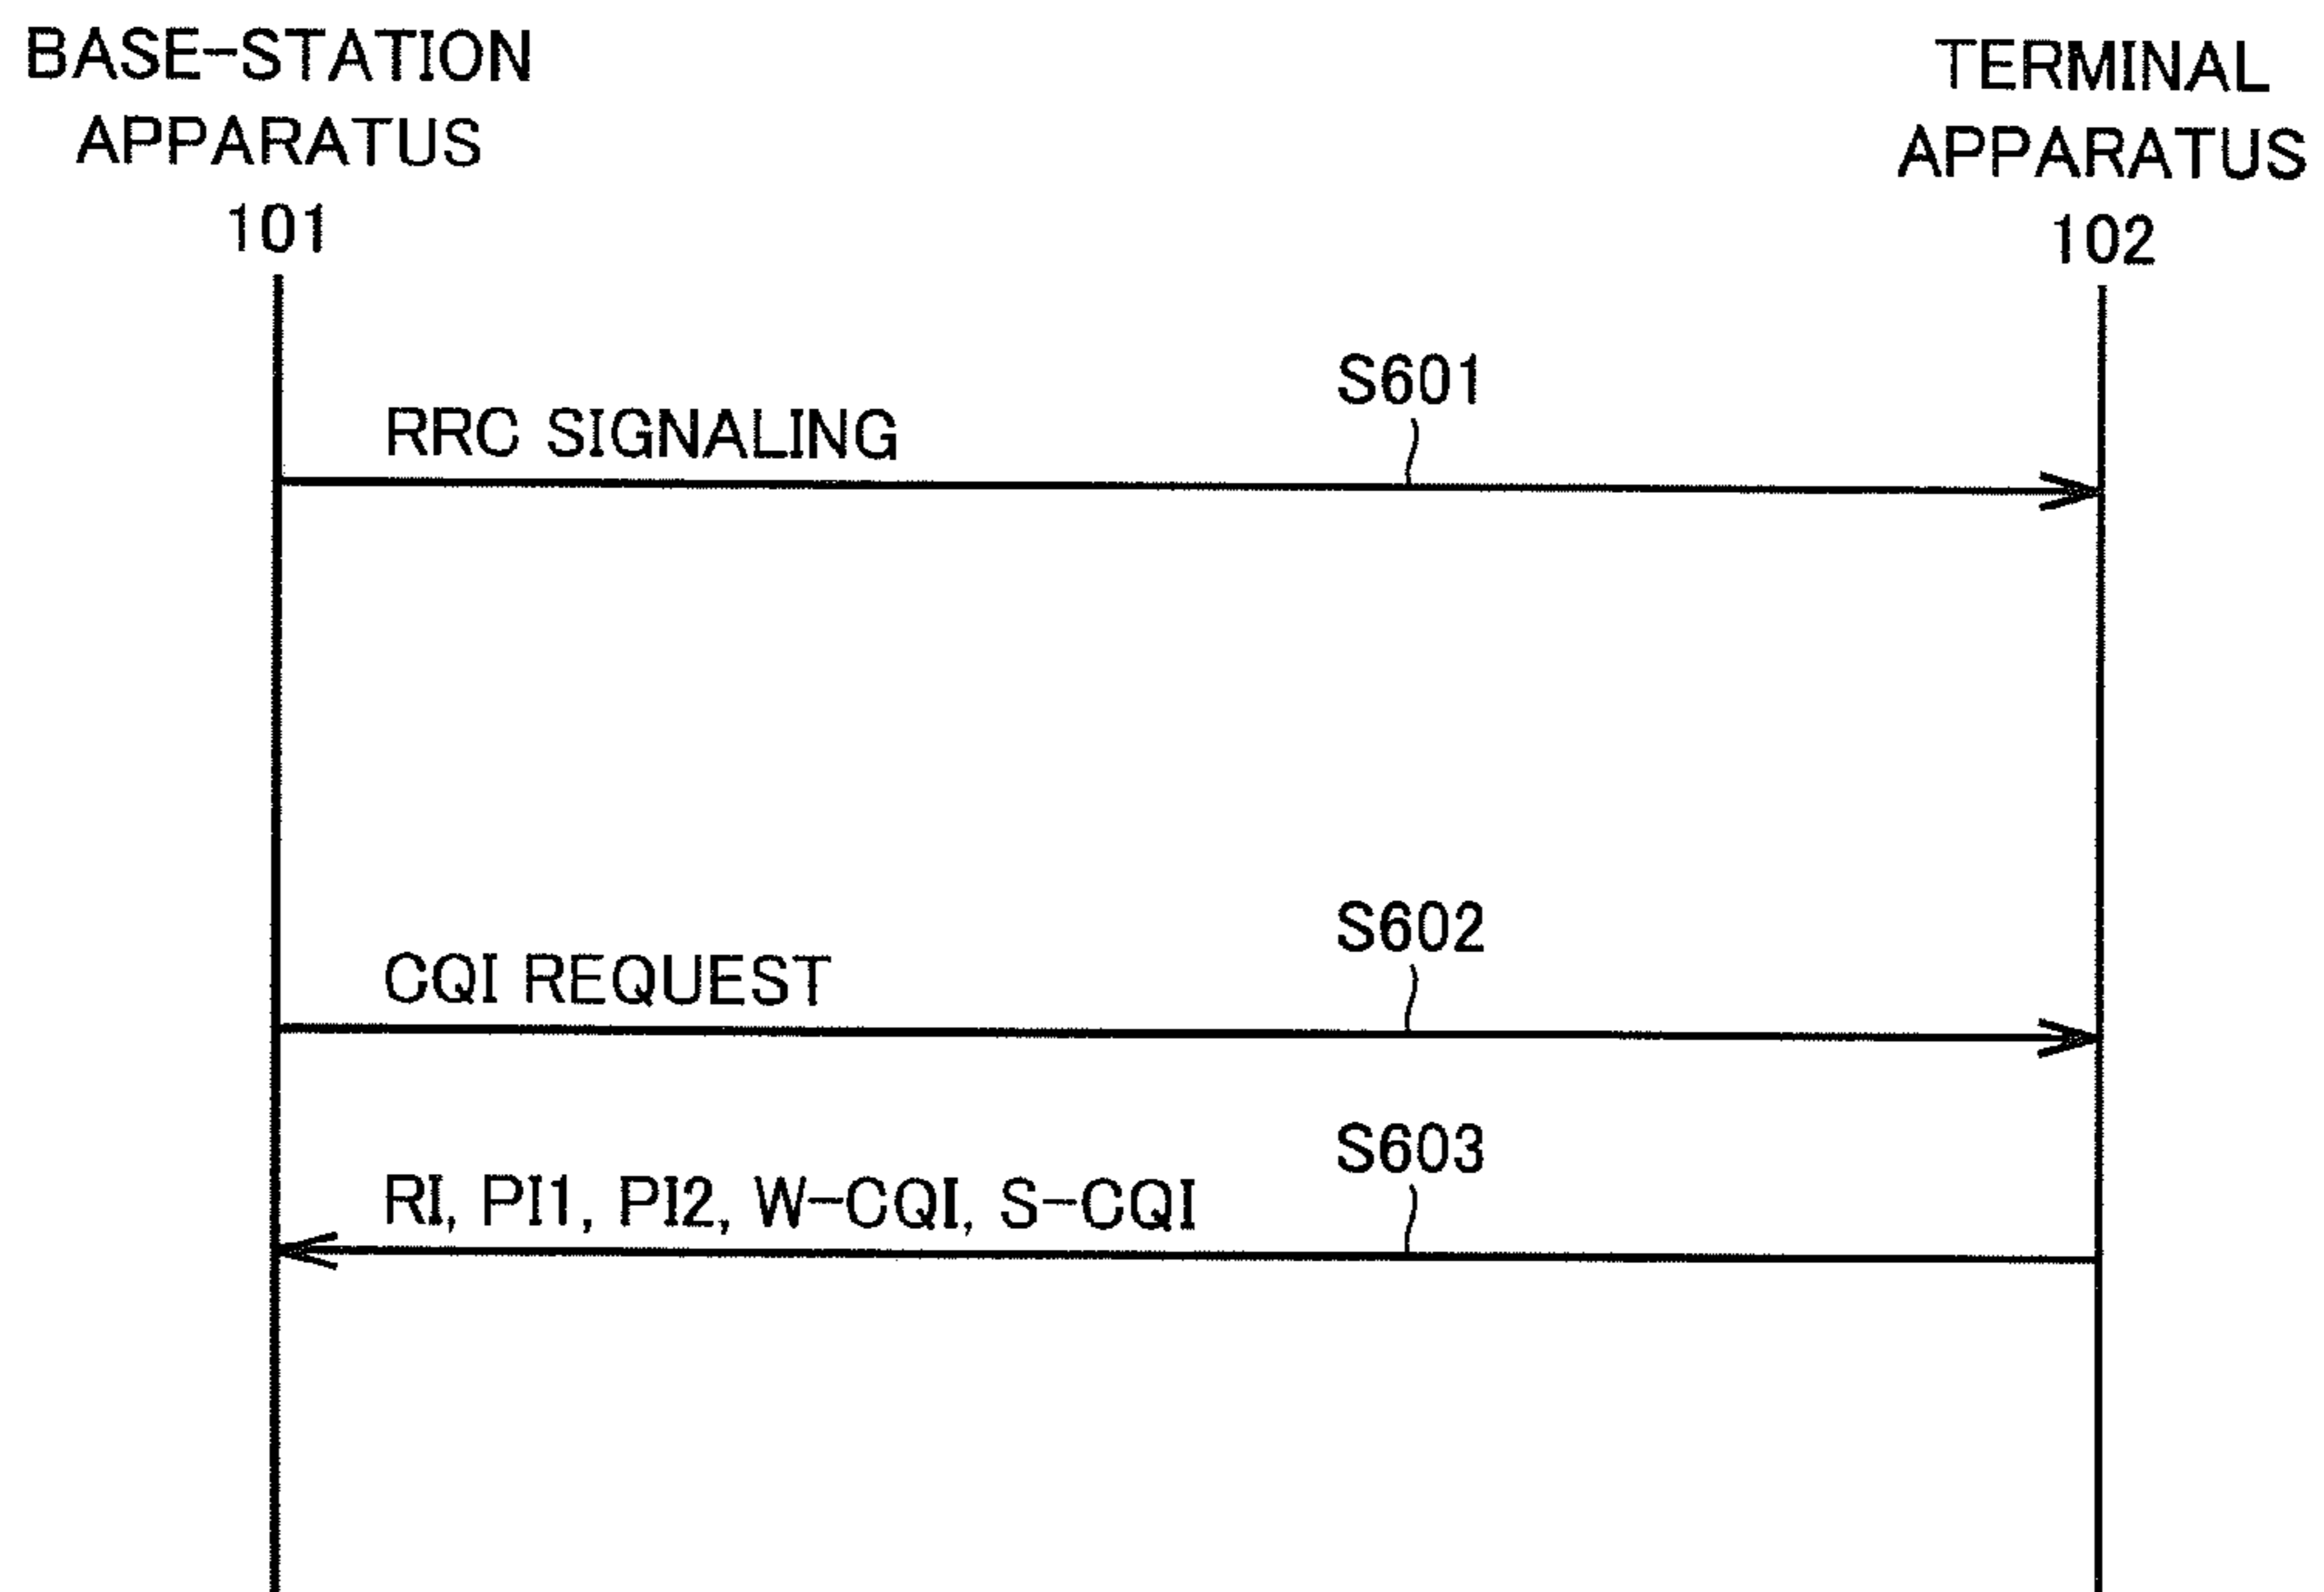 BASE-STATION
APPARATUS
101
TERMINAL
APPARATUS
102
S601
RRC SIGNALING
S602
CQI REQUEST
S603
RI, PI1, PI2, W-CQI, S-CQI